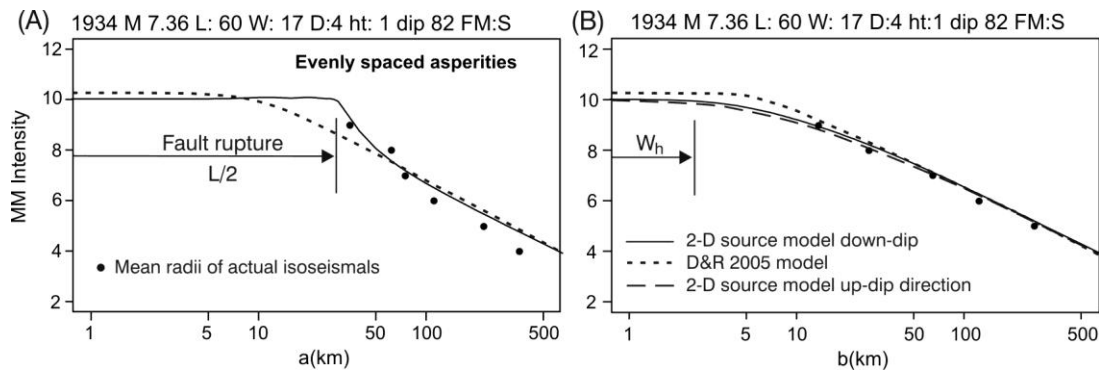 (A) 1934 M 7.36 L: 60 W: 17 D:4 ht: 1 dip 82 FM:S
12
10
8
6
4
2
MM Intensity
Evenly spaced asperities
Fault rupture
L/2
Mean radii of actual isoseismals
1 5 10 50 100 500
a(km)
(B) 1934 M 7.36 L: 60 W: 17 D:4 ht:1 dip 82 FM:S
12
10
8
6
4
2
Wh
2-D source model down-dip
D&R 2005 model
2-D source model up-dip direction
1 5 10 50 100 500
b(km)